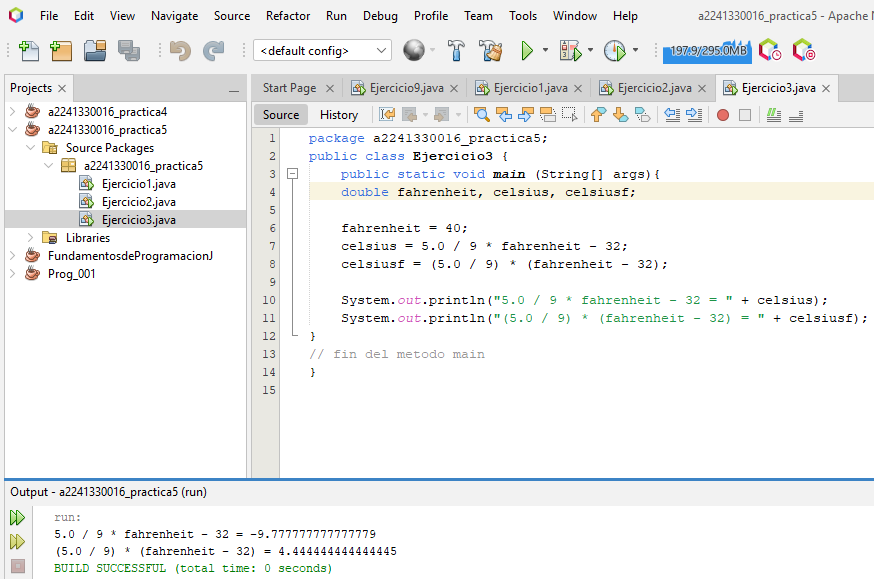 File Edit View Navigate Source Refactor Run Debug Profile Team Tools Window Help a2241330016_practica5 - Apache
<default config> 197.9/295.0MB
Projects
Start Page Ejercicio9.java Ejercicio1.java Ejercicio2.java Ejercicio3.java
a2241330016_practica4
a2241330016_practica5
Source Packages
a2241330016_practica5
Ejercicio1.java
Ejercicio2.java
Ejercicio3.java
Libraries
FundamentosdeProgramacionJ
Prog_001
Source History
1 package a2241330016_practica5;
2 public class Ejercicio3 {
3 public static void main (String[] args){
4 double fahrenheit, celsius, celsiusf;
5
6 fahrenheit = 40;
7 celsius = 5.0 / 9 * fahrenheit - 32;
8 celsiusf = (5.0 / 9) * (fahrenheit - 32);
9
10 System.out.println("5.0 / 9 * fahrenheit - 32 = " + celsius);
11 System.out.println("(5.0 / 9) * (fahrenheit - 32) = " + celsiusf);
12 }
13 // fin del metodo main
14 }
15
Output - a2241330016_practica5 (run)
run:
5.0 / 9 * fahrenheit - 32 = -9.777777777777779
(5.0 / 9) * (fahrenheit - 32) = 4.444444444444445
BUILD SUCCESSFUL (total time: 0 seconds)